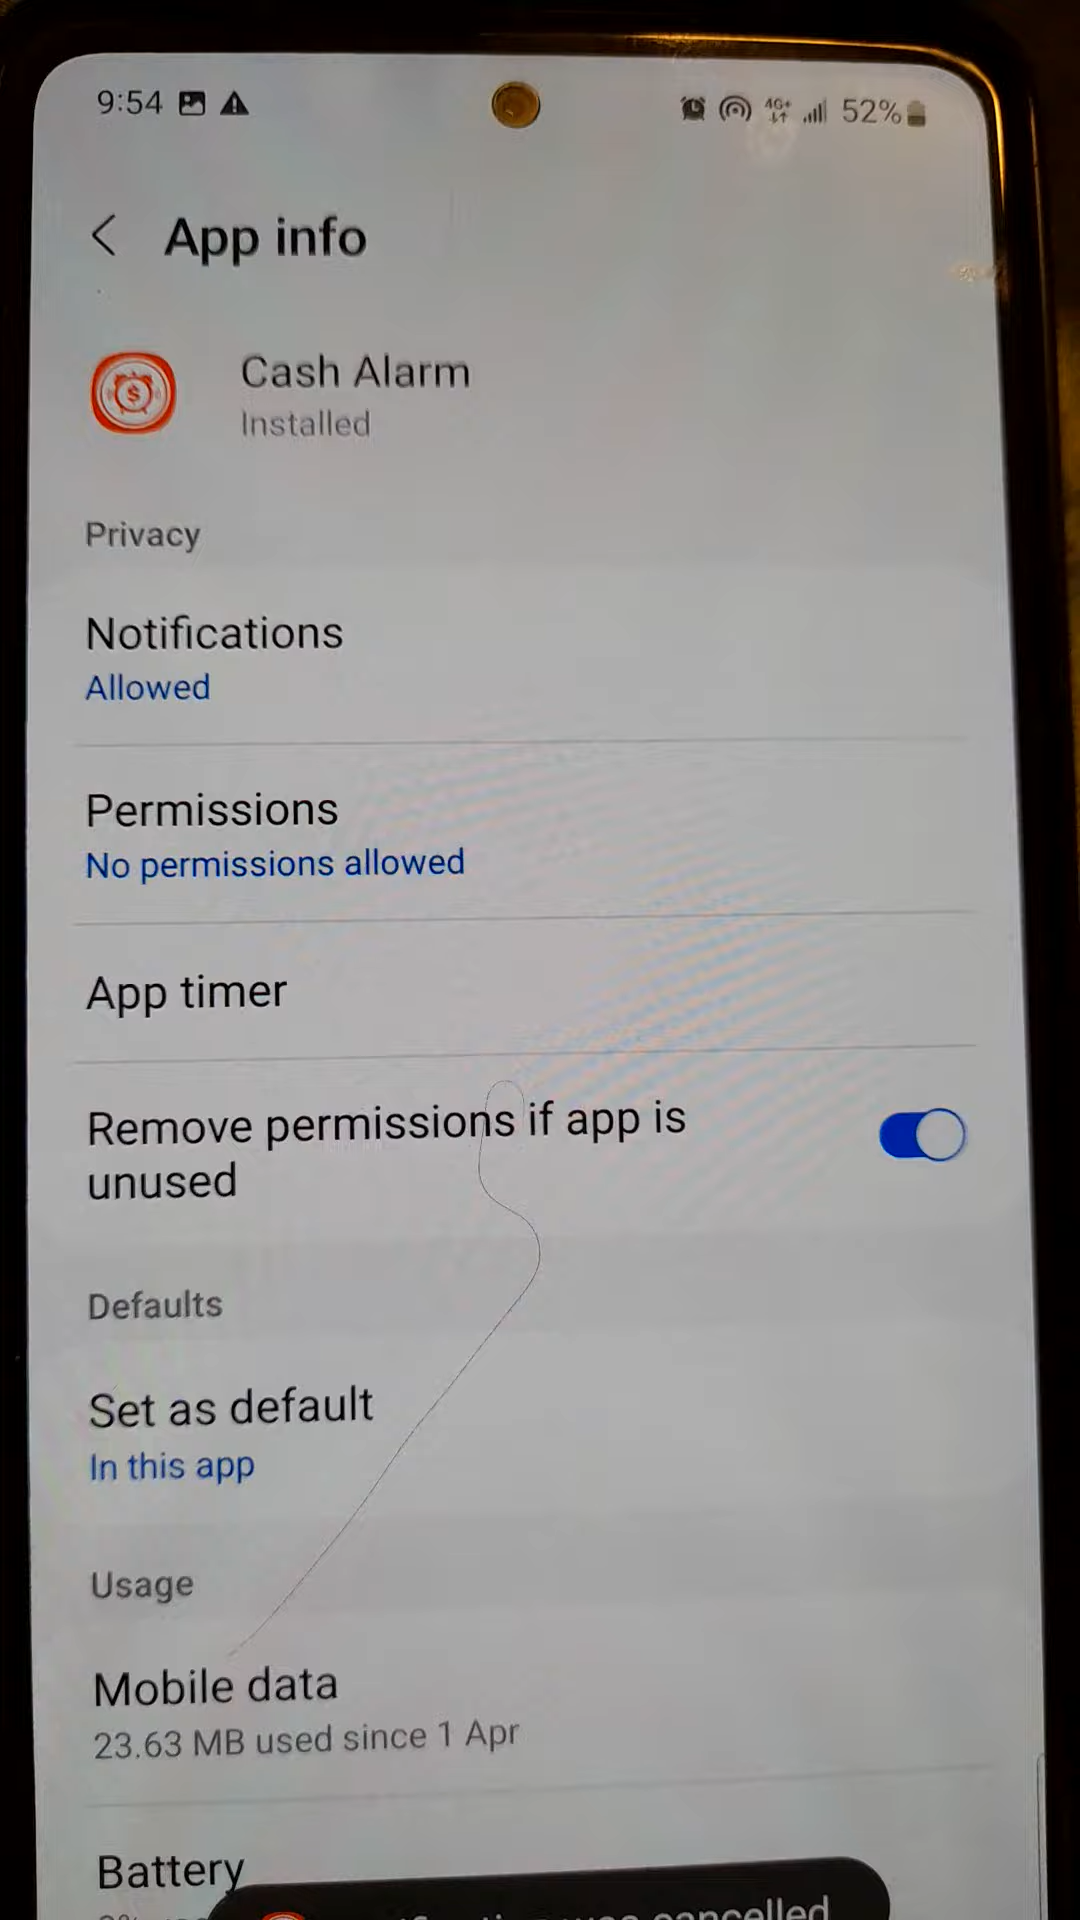 9:54
4G+
52%
App info
$
Cash Alarm
Installed
Privacy
Notifications
Allowed
Permissions
No permissions allowed
App timer
Remove permissions if app is
unused
Defaults
Set as default
In this app
Usage
Mobile data
23.63 MB used since 1 Apr
Battery
cancelled